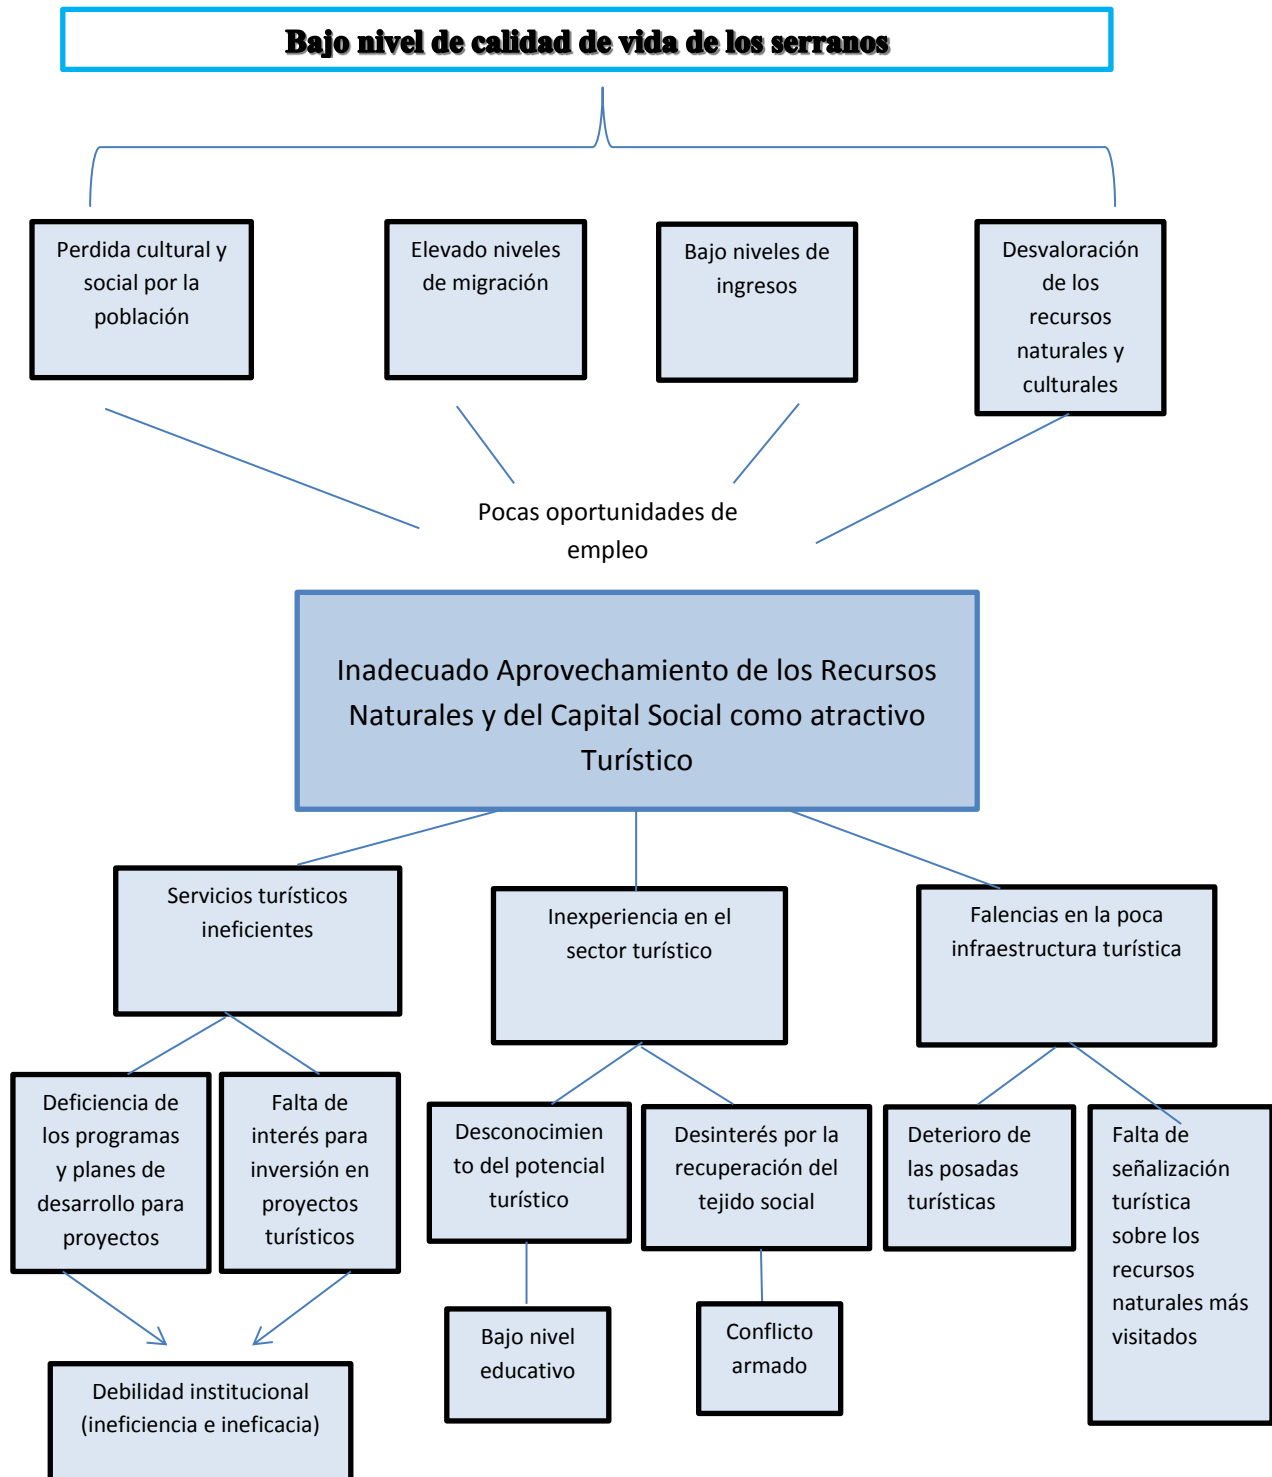 Bajo nivel de calidad de vida de los serranos
Perdida cultural y
social por la
población
Elevado niveles
de migración
Bajo niveles de
ingresos
Desvaloración
de los
recursos
naturales y
culturales
Pocas oportunidades de
empleo
Inadecuado Aprovechamiento de los Recursos
Naturales y del Capital Social como atractivo
Turístico
Servicios turísticos
ineficientes
Inexperiencia en el
sector turístico
Falencias en la poca
infraestructura turística
Deficiencia de
los programas
y planes de
desarrollo para
proyectos
Falta de
interés para
inversión en
proyectos
turísticos
Desconocimien
to del potencial
turístico
Desinterés por la
recuperación del
tejido social
Deterioro de
las posadas
turísticas
Falta de
señalización
turística
sobre los
recursos
naturales más
visitados
Bajo nivel
educativo
Conflicto
armado
Debilidad institucional
(ineficiencia e ineficacia)